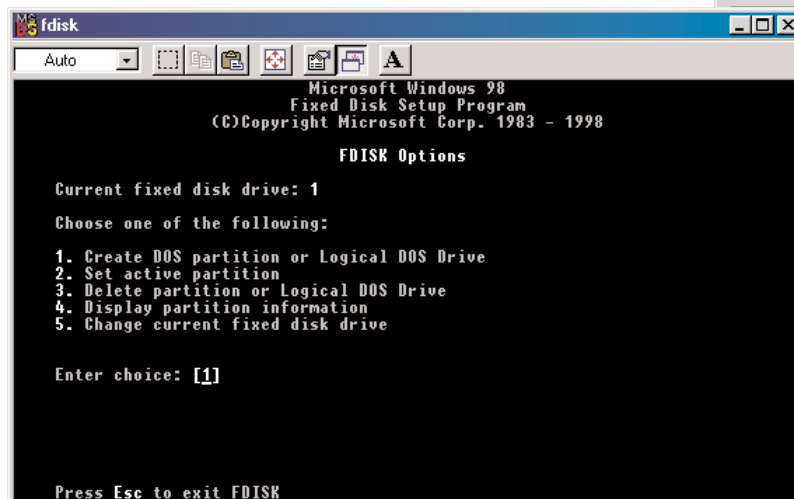 fdisk
Auto
A
Microsoft Windows 98
Fixed Disk Setup Program
(C)Copyright Microsoft Corp. 1983 - 1998
FDISK Options
Current fixed disk drive: 1
Choose one of the following:
1. Create DOS partition or Logical DOS Drive
2. Set active partition
3. Delete partition or Logical DOS Drive
4. Display partition information
5. Change current fixed disk drive
Enter choice: [1]
Press Esc to exit FDISK